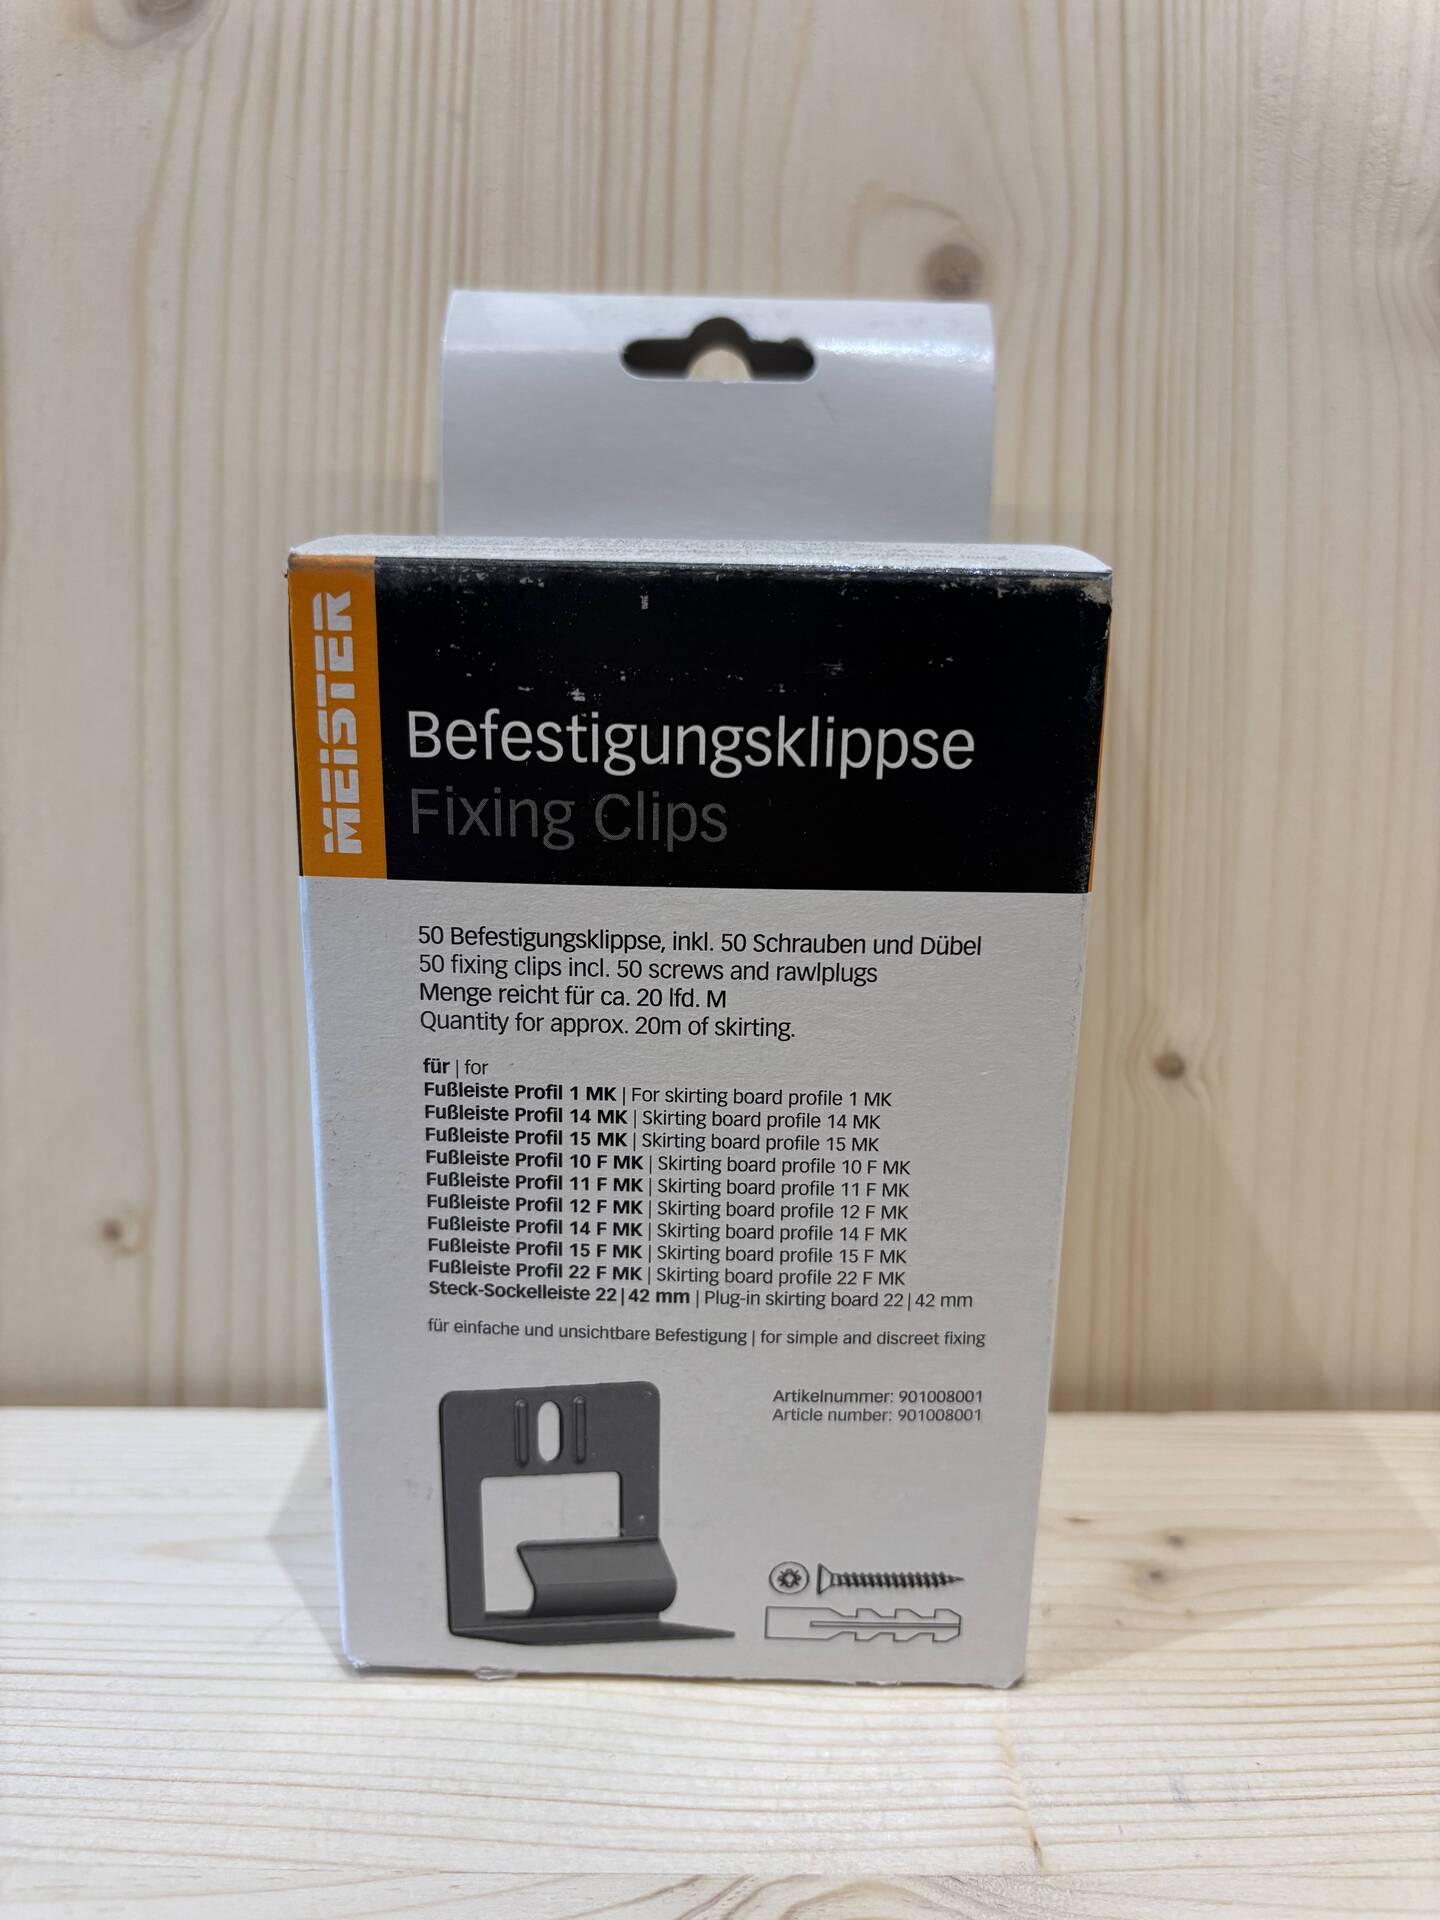 MEiSTER
Befestigungsklippse
Fixing Clips
50 Befestigungsklippse, inkl. 50 Schrauben und Dübel
50 fixing clips incl. 50 screws and rawlplugs
Menge reicht für ca. 20 lfd. M
Quantity for approx. 20m of skirting.
für | for
Fußleiste Profil 1 MK | For skirting board profile 1 MK
Fußleiste Profil 14 MK | Skirting board profile 14 MK
Fußleiste Profil 15 MK | Skirting board profile 15 MK
Fußleiste Profil 10 F MK | Skirting board profile 10 F MK
Fußleiste Profil 11 F MK | Skirting board profile 11 F MK
Fußleiste Profil 12 F MK | Skirting board profile 12 F MK
Fußleiste Profil 14 F MK | Skirting board profile 14 F MK
Fußleiste Profil 15 F MK | Skirting board profile 15 F MK
Fußleiste Profil 22 F MK | Skirting board profile 22 F MK
Steck-Sockelleiste 22|42 mm | Plug-in skirting board 22|42 mm
für einfache und unsichtbare Befestigung | for simple and discreet fixing
Artikelnummer: 901008001
Article number: 901008001